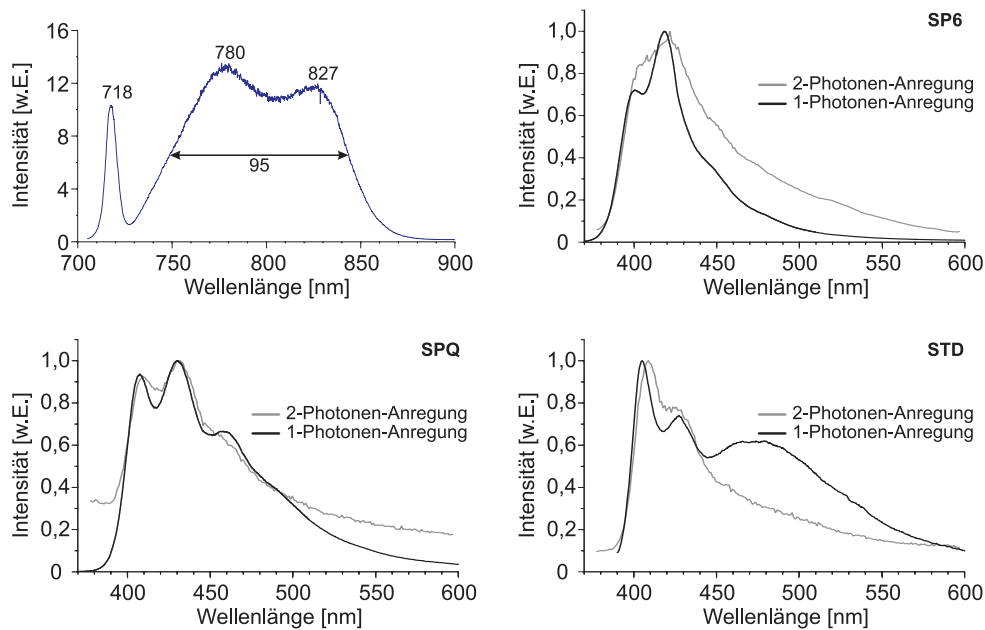 16
12
8
4
0
718
780
827
95
700 750 800 850 900
Wellenlänge [nm]
Intensität [w.E.]
SP6
1,0
0,8
0,6
0,4
0,2
0
2-Photonen-Anregung
1-Photonen-Anregung
400 450 500 550 600
Wellenlänge [nm]
Intensität [w.E.]
SPQ
1,0
0,8
0,6
0,4
0,2
0
2-Photonen-Anregung
1-Photonen-Anregung
400 450 500 550 600
Wellenlänge [nm]
Intensität [w.E.]
STD
1,0
0,8
0,6
0,4
0,2
0
2-Photonen-Anregung
1-Photonen-Anregung
400 450 500 550 600
Wellenlänge [nm]
Intensität [w.E.]